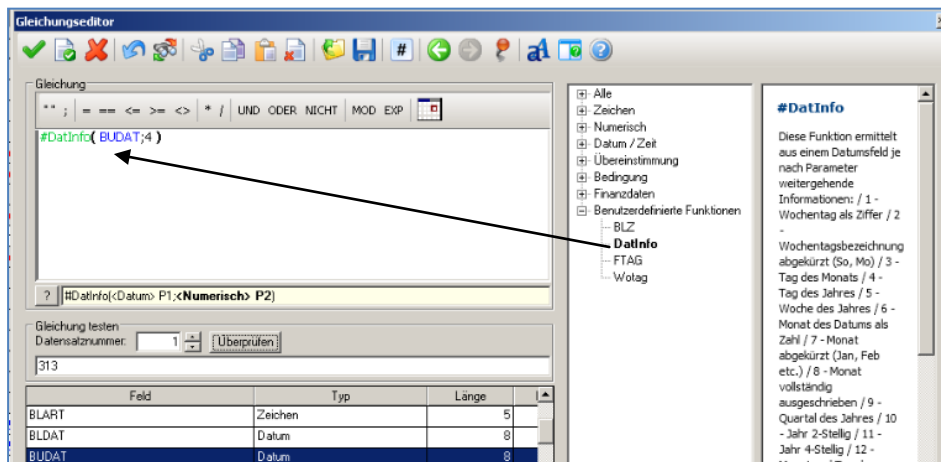 Gleichungseditor
#
aA
?
Gleichung
"" ; = == <= >= <> * / UND ODER NICHT MOD EXP
#DatInfo( BUDAT;4 )
? #DatInfo(<Datum> P1;<Numerisch> P2)
Gleichung testen
Datensatznummer: 1 Überprüfen
313
Feld Typ Länge
BLART Zeichen 5
BLDAT Datum 8
BUDAT Datum 8
Alle
Zeichen
Numerisch
Datum / Zeit
Übereinstimmung
Bedingung
Finanzdaten
Benutzerdefinierte Funktionen
BLZ
DatInfo
FTAG
Wotag
#DatInfo
Diese Funktion ermittelt
aus einem Datumsfeld je
nach Parameter
weitergehende
Informationen: / 1 -
Wochentag als Ziffer / 2
-
Wochentagsbezeichnung
abgekürzt (So, Mo) / 3 -
Tag des Monats / 4 -
Tag des Jahres / 5 -
Woche des Jahres / 6 -
Monat des Datums als
Zahl / 7 - Monat
abgekürzt (Jan, Feb
etc.) / 8 - Monat
vollständig
ausgeschrieben / 9 -
Quartal des Jahres / 10
- Jahr 2-Stellig / 11 -
Jahr 4-Stellig / 12 -